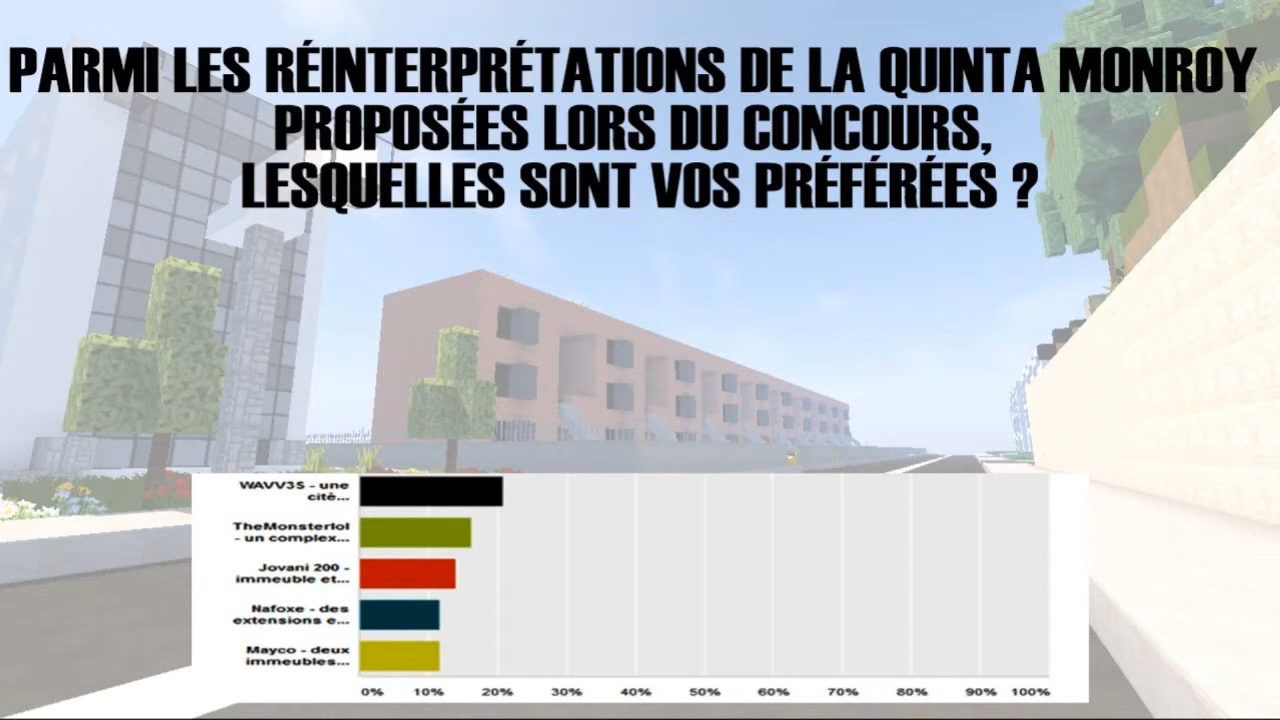 PARMI LES RÉINTERPRÉTATIONS DE LA QUINTA MONROY
PROPOSÉES LORS DU CONCOURS,
LESQUELLES SONT VOS PRÉFÉRÉES ?
WAVV3S - une
cité...
TheMonsterlol
- un complex...
Jovani 200 -
immeuble et...
Nafoxe - des
extensions e...
Mayco - deux
immeubles...
0% 10% 20% 30% 40% 50% 60% 70% 80% 90% 100%